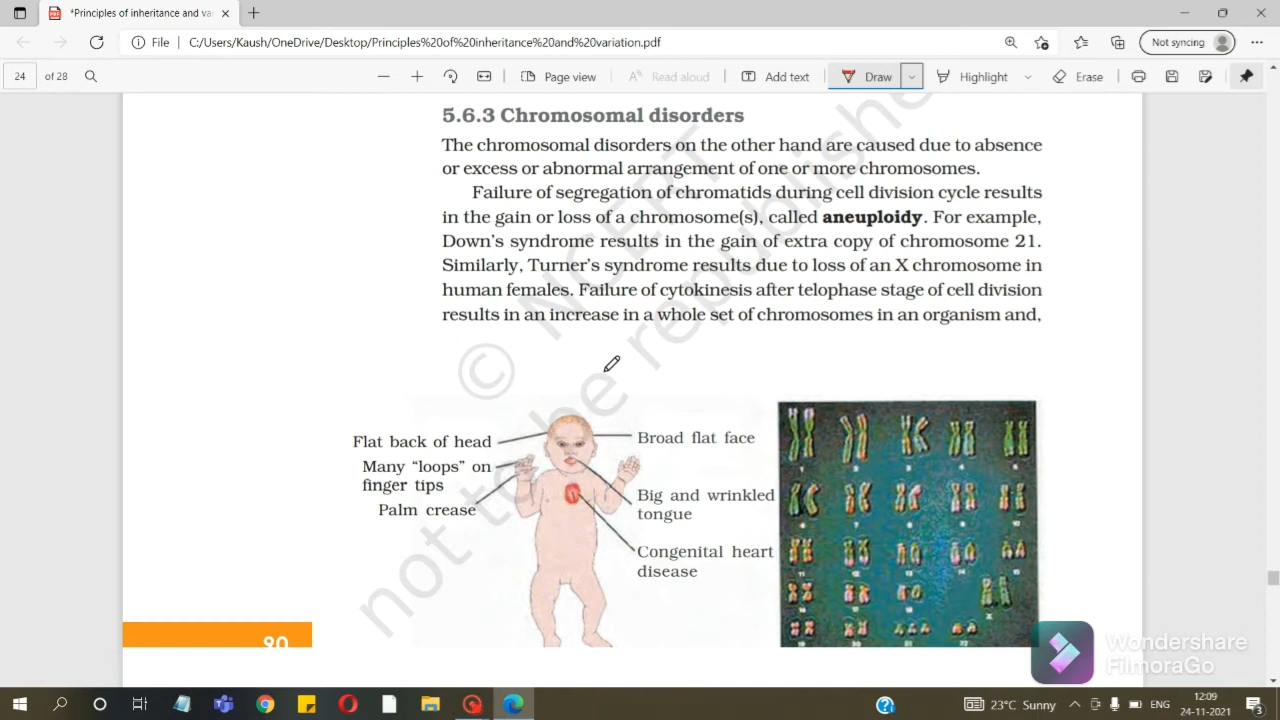 *Principles of inheritance and var
File
C:/Users/Kaush/OneDrive/Desktop/Principles%20of%20inheritance%20and%20variation.pdf
Not syncing
24 of 28
Page view
Read aloud
Add text
Draw
Highlight
Erase
5.6.3 Chromosomal disorders
The chromosomal disorders on the other hand are caused due to absence
or excess or abnormal arrangement of one or more chromosomes.
Failure of segregation of chromatids during cell division cycle results
in the gain or loss of a chromosome(s), called aneuploidy. For example,
Down's syndrome results in the gain of extra copy of chromosome 21.
Similarly, Turner's syndrome results due to loss of an X chromosome in
human females. Failure of cytokinesis after telophase stage of cell division
results in an increase in a whole set of chromosomes in an organism and,
© NCERT
not to be republished
Flat back of head
Many "loops" on
finger tips
Palm crease
Broad flat face
Big and wrinkled
tongue
Congenital heart
disease
90
Wondershare
FilmoraGo
23°C Sunny
ENG
12:09
24-11-2021
3